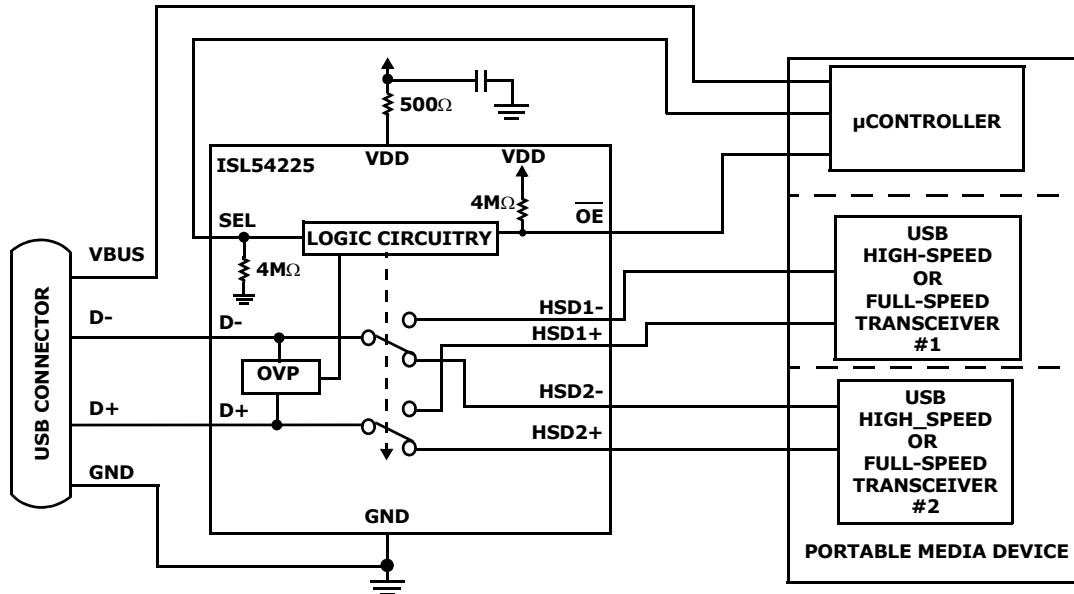 500Ω
ISL54225
VDD
VDD
4MΩ
OE
SEL
LOGIC CIRCUITRY
4MΩ
µCONTROLLER
USB CONNECTOR
VBUS
D-
D-
OVP
D+
D+
GND
GND
HSD1-
HSD1+
HSD2-
HSD2+
USB
HIGH-SPEED
OR
FULL-SPEED
TRANSCEIVER
#1
USB
HIGH_SPEED
OR
FULL-SPEED
TRANSCEIVER
#2
PORTABLE MEDIA DEVICE